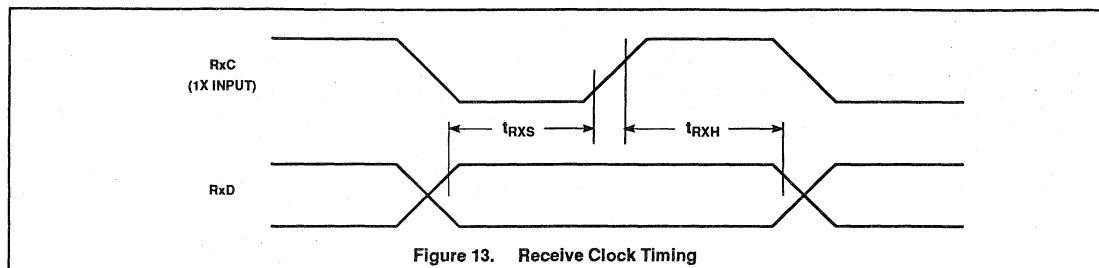 RxC
(1X INPUT)
tRXS
tRXH
RxD
Figure 13. Receive Clock Timing